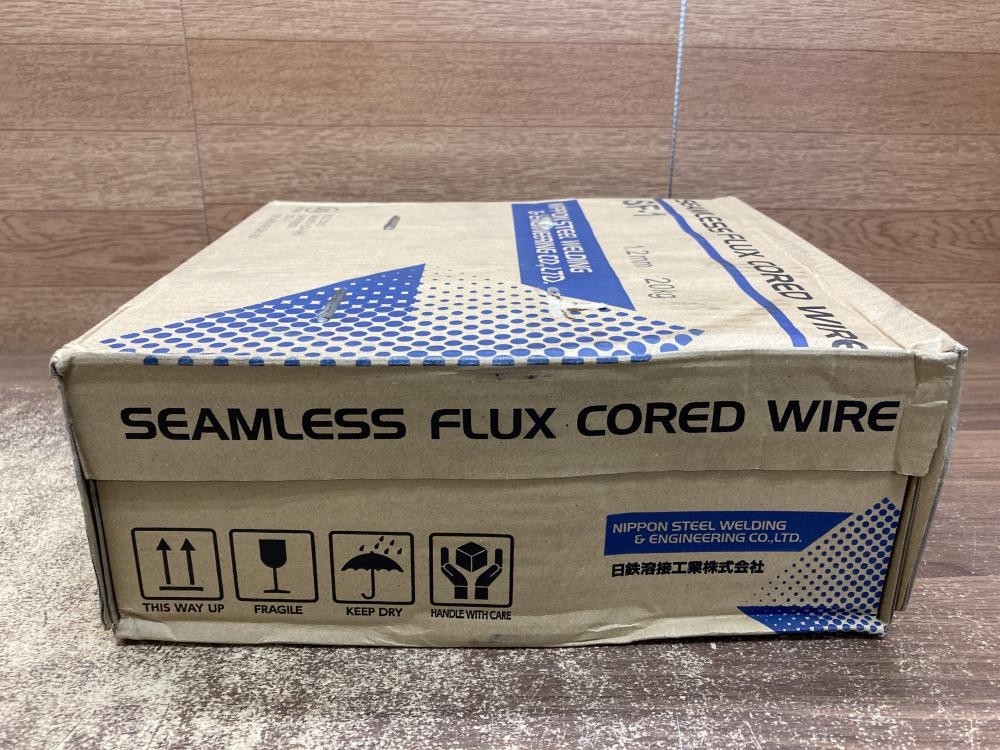 NIPPON STEEL WELDING
& ENGINEERING CO.,LTD.
SF-1
1.2mm 20kg
SEAMLESS FLUX CORED WIRE
SEAMLESS FLUX CORED WIRE
THIS WAY UP
FRAGILE
KEEP DRY
HANDLE WITH CARE
NIPPON STEEL WELDING
& ENGINEERING CO.,LTD.
日鉄溶接工業株式会社